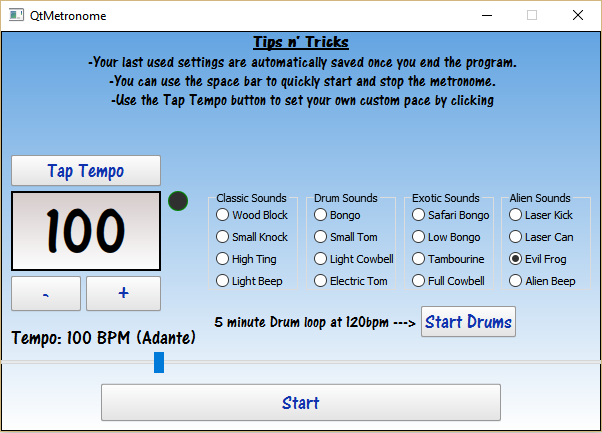 QtMetronome
Tips n' Tricks
-Your last used settings are automatically saved once you end the program.
-You can use the space bar to quickly start and stop the metronome.
-Use the Tap Tempo button to set your own custom pace by clicking
Tap Tempo
100
- +
Tempo: 100 BPM (Adante)
Classic Sounds
Wood Block
Small Knock
High Ting
Light Beep
Drum Sounds
Bongo
Small Tom
Light Cowbell
Electric Tom
Exotic Sounds
Safari Bongo
Low Bongo
Tambourine
Full Cowbell
Alien Sounds
Laser Kick
Laser Can
Evil Frog
Alien Beep
5 minute Drum loop at 120bpm ---> Start Drums
Start